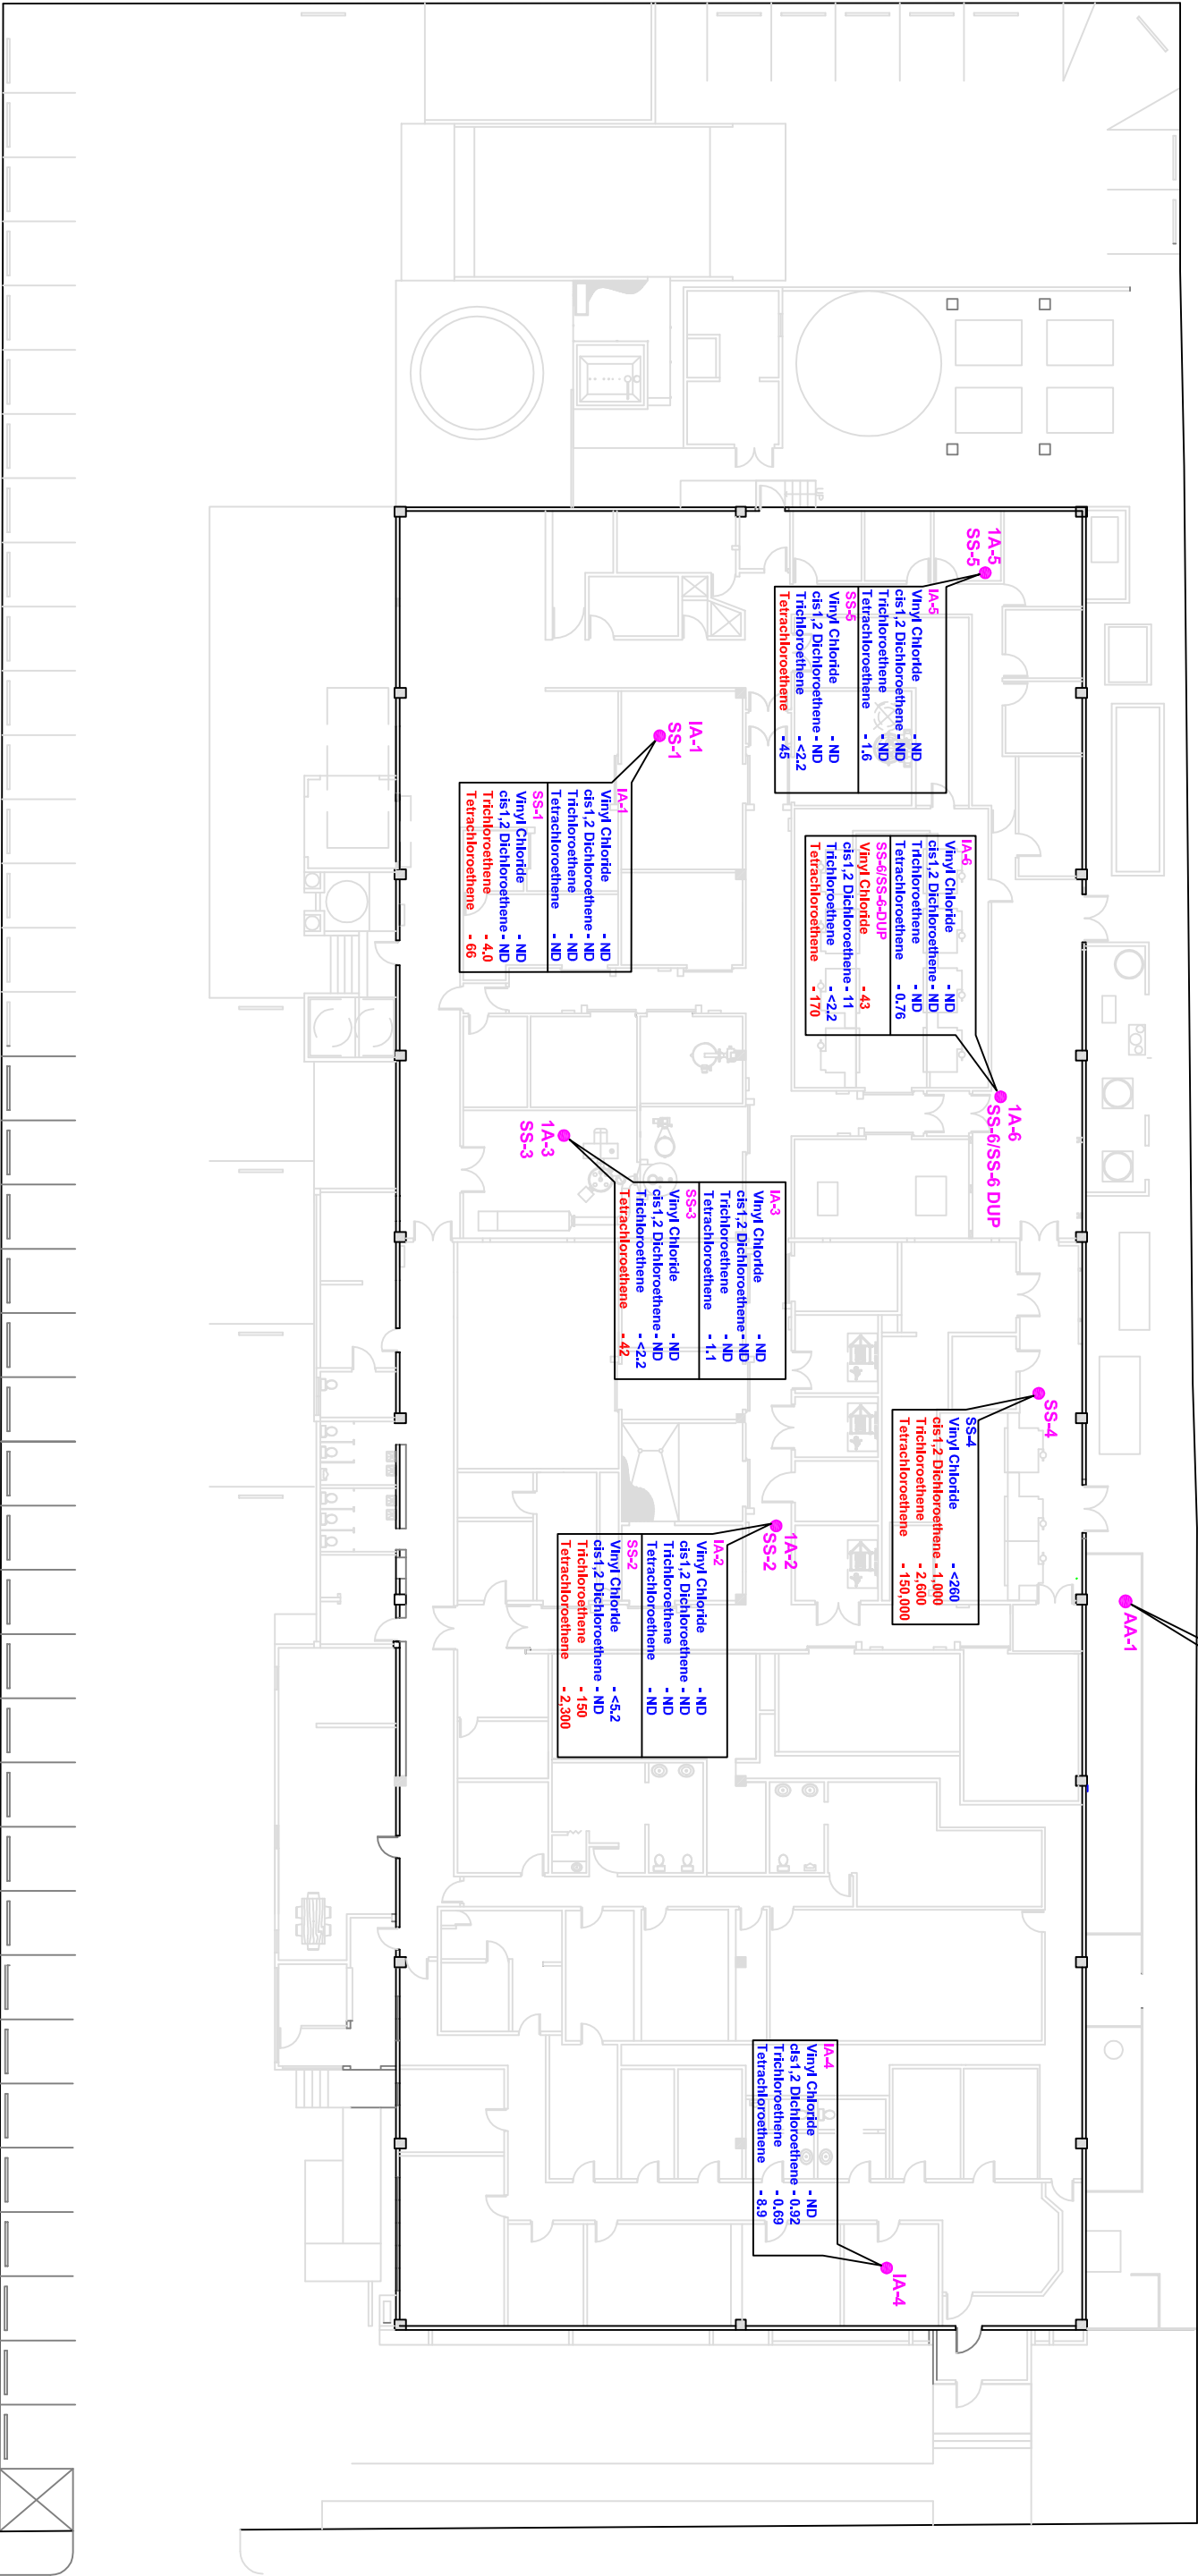 1A-5
SS-5
IA-5
Vinyl Chloride - ND
cis1,2 Dichloroethene - ND
Trichloroethene - ND
Tetrachloroethene - 1.6
SS-5
Vinyl Chloride - ND
cis1,2 Dichloroethene - ND
Trichloroethene - <2.2
Tetrachloroethene - 45
IA-1
SS-1
IA-1
Vinyl Chloride - ND
cis1,2 Dichloroethene - ND
Trichloroethene - ND
Tetrachloroethene - ND
SS-1
Vinyl Chloride - ND
cis1,2 Dichloroethene - ND
Trichloroethene - 4.0
Tetrachloroethene - 66
IA-6
Vinyl Chloride - ND
cis1,2 Dichloroethene - ND
Trichloroethene - ND
Tetrachloroethene - 0.76
SS-6/SS-6-DUP
Vinyl Chloride - 43
cis1,2 Dichloroethene - 11
Trichloroethene - <2.2
Tetrachloroethene - 170
1A-6
SS-6/SS-6 DUP
1A-3
SS-3
IA-3
Vinyl Chloride - ND
cis1,2 Dichloroethene - ND
Trichloroethene - ND
Tetrachloroethene - 1.1
SS-3
Vinyl Chloride - ND
cis1,2 Dichloroethene - ND
Trichloroethene - <2.2
Tetrachloroethene - 42
SS-4
SS-4
Vinyl Chloride - <260
cis1,2 Dichloroethene - 1,000
Trichloroethene - 2,600
Tetrachloroethene - 150,000
1A-2
SS-2
IA-2
Vinyl Chloride - ND
cis1,2 Dichloroethene - ND
Trichloroethene - ND
Tetrachloroethene - ND
SS-2
Vinyl Chloride - <5.2
cis1,2 Dichloroethene - ND
Trichloroethene - 150
Tetrachloroethene - 2,300
AA-1
IA-4
Vinyl Chloride - ND
cis1,2 Dichloroethene - 0.92
Trichloroethene - 0.69
Tetrachloroethene - 8.9
IA-4